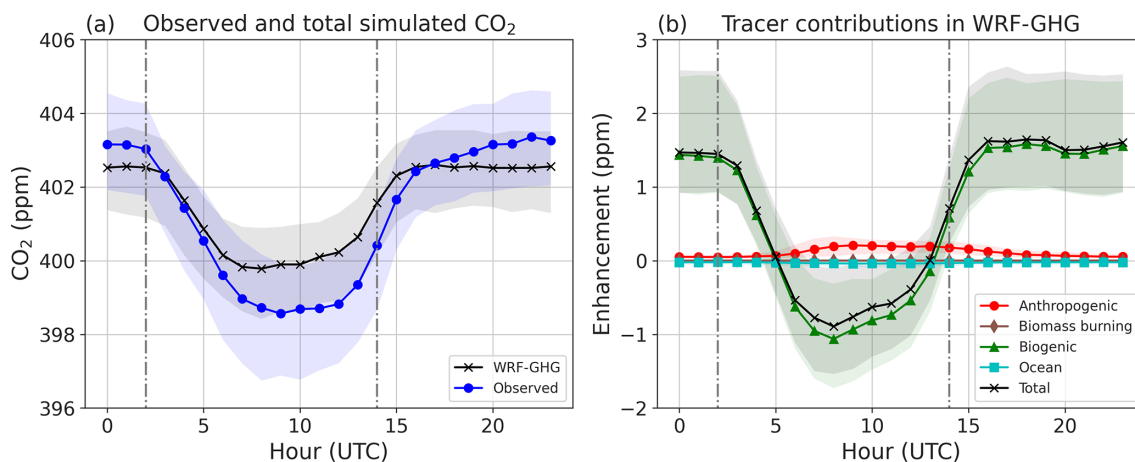 (a) Observed and total simulated CO₂
406
404
402
400
398
396
CO₂ (ppm)
0 5 10 15 20
Hour (UTC)
WRF-GHG
Observed
(b) Tracer contributions in WRF-GHG
3
2
1
0
−1
−2
Enhancement (ppm)
0 5 10 15 20
Hour (UTC)
Anthropogenic
Biomass burning
Biogenic
Ocean
Total